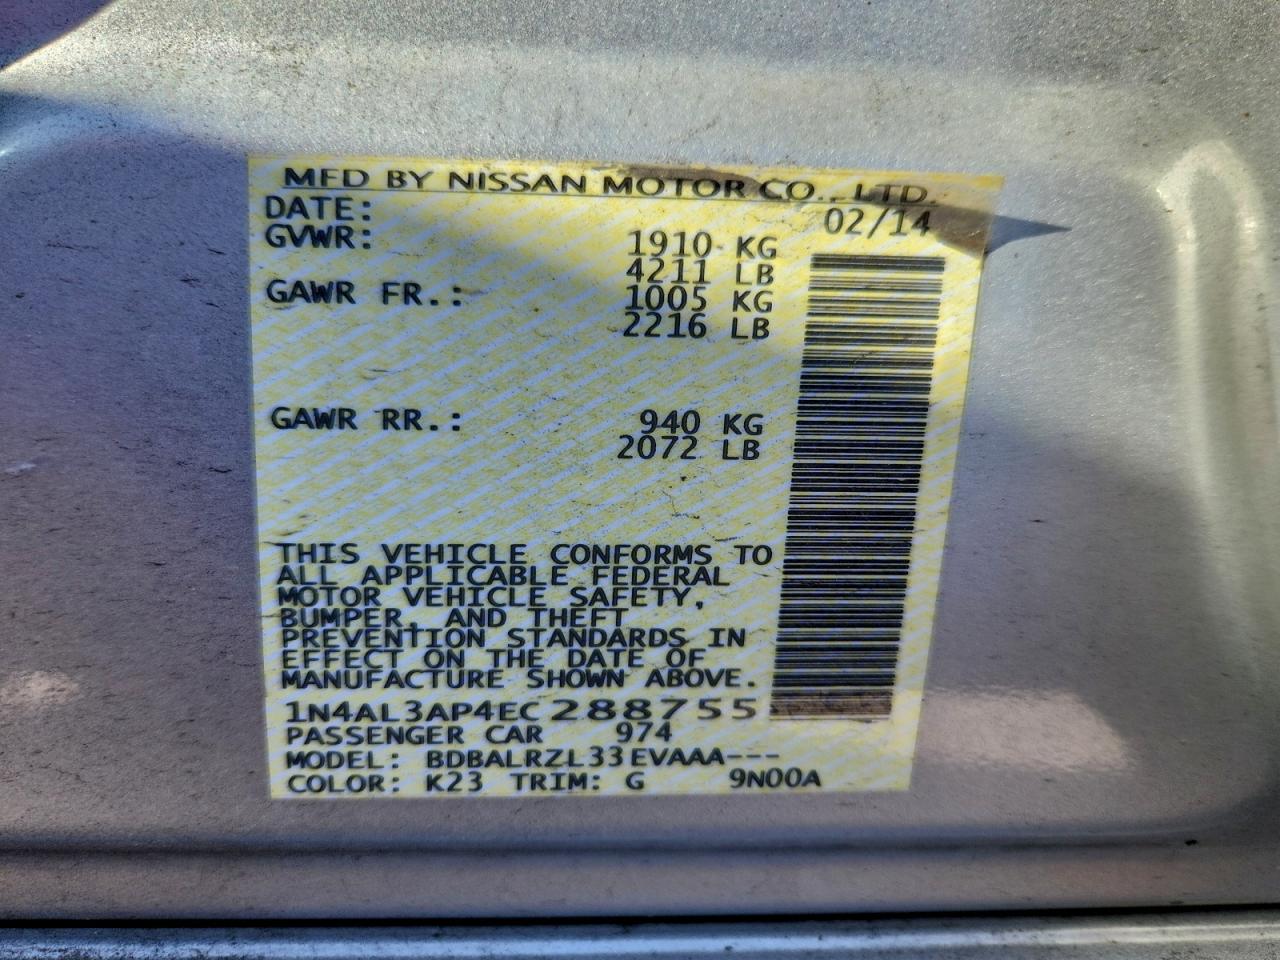 MFD BY NISSAN MOTOR CO., LTD.
DATE: 02/14
GVWR: 1910 KG
4211 LB
GAWR FR.: 1005 KG
2216 LB
GAWR RR.: 940 KG
2072 LB
THIS VEHICLE CONFORMS TO
ALL APPLICABLE FEDERAL
MOTOR VEHICLE SAFETY,
BUMPER, AND THEFT
PREVENTION STANDARDS IN
EFFECT ON THE DATE OF
MANUFACTURE SHOWN ABOVE.
1N4AL3AP4EC288755
PASSENGER CAR 974
MODEL: BDBALRZL33EVAAA---
COLOR: K23 TRIM: G 9N00A